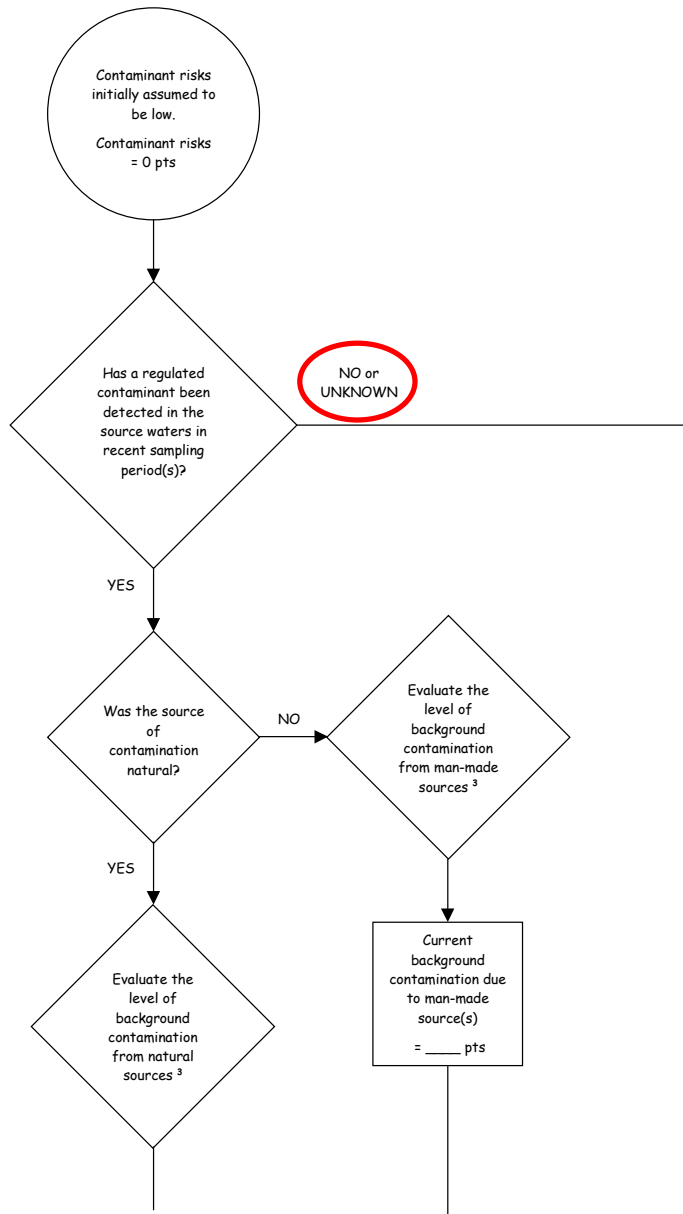 Contaminant risks
initially assumed to
be low.
Contaminant risks
= 0 pts
Has a regulated
contaminant been
detected in the
source waters in
recent sampling
period(s)?
NO or
UNKNOWN
YES
Was the source
of
contamination
natural?
NO
Evaluate the
level of
background
contamination
from man-made
sources ³
YES
Evaluate the
level of
background
contamination
from natural
sources ³
Current
background
contamination due
to man-made
source(s)
= ____ pts